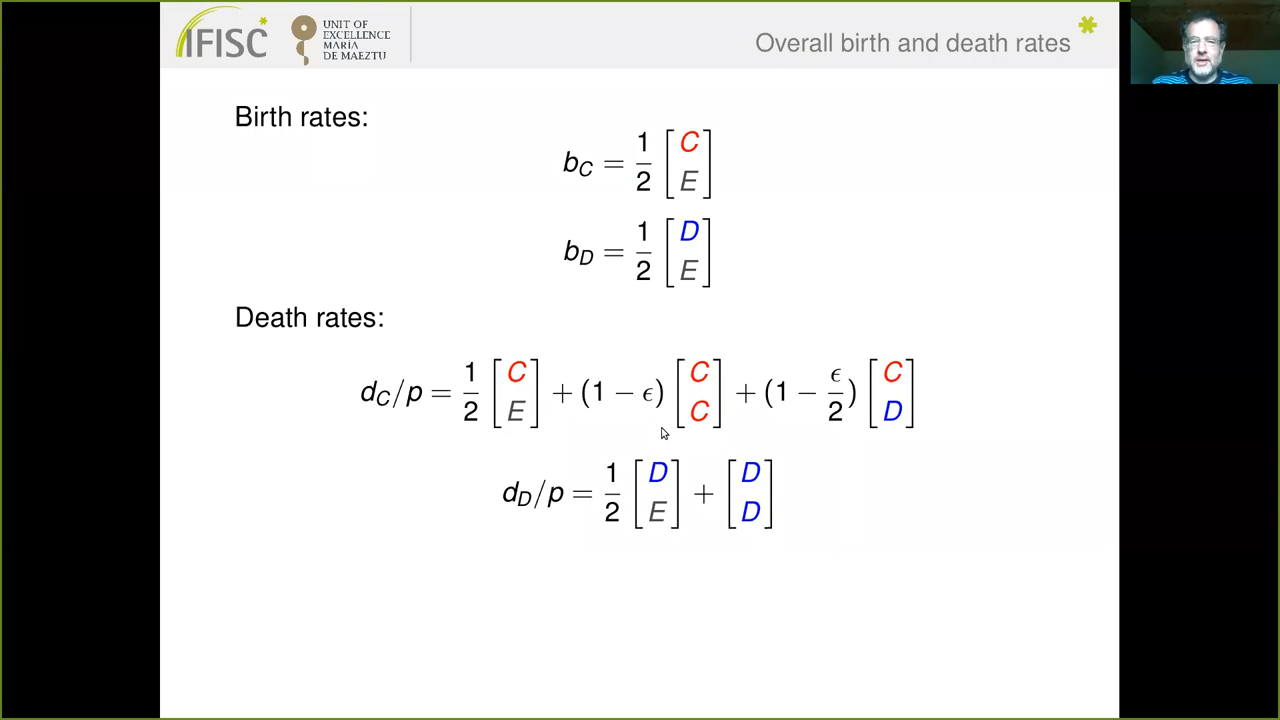 IFISC
UNIT OF
EXCELLENCE
MARÍA
DE MAEZTU
Overall birth and death rates
Birth rates:
b_C = 1/2 [C E]
b_D = 1/2 [D E]
Death rates:
d_C/p = 1/2 [C E] + (1 − ϵ) [C C] + (1 − ϵ/2) [C D]
d_D/p = 1/2 [D E] + [D D]